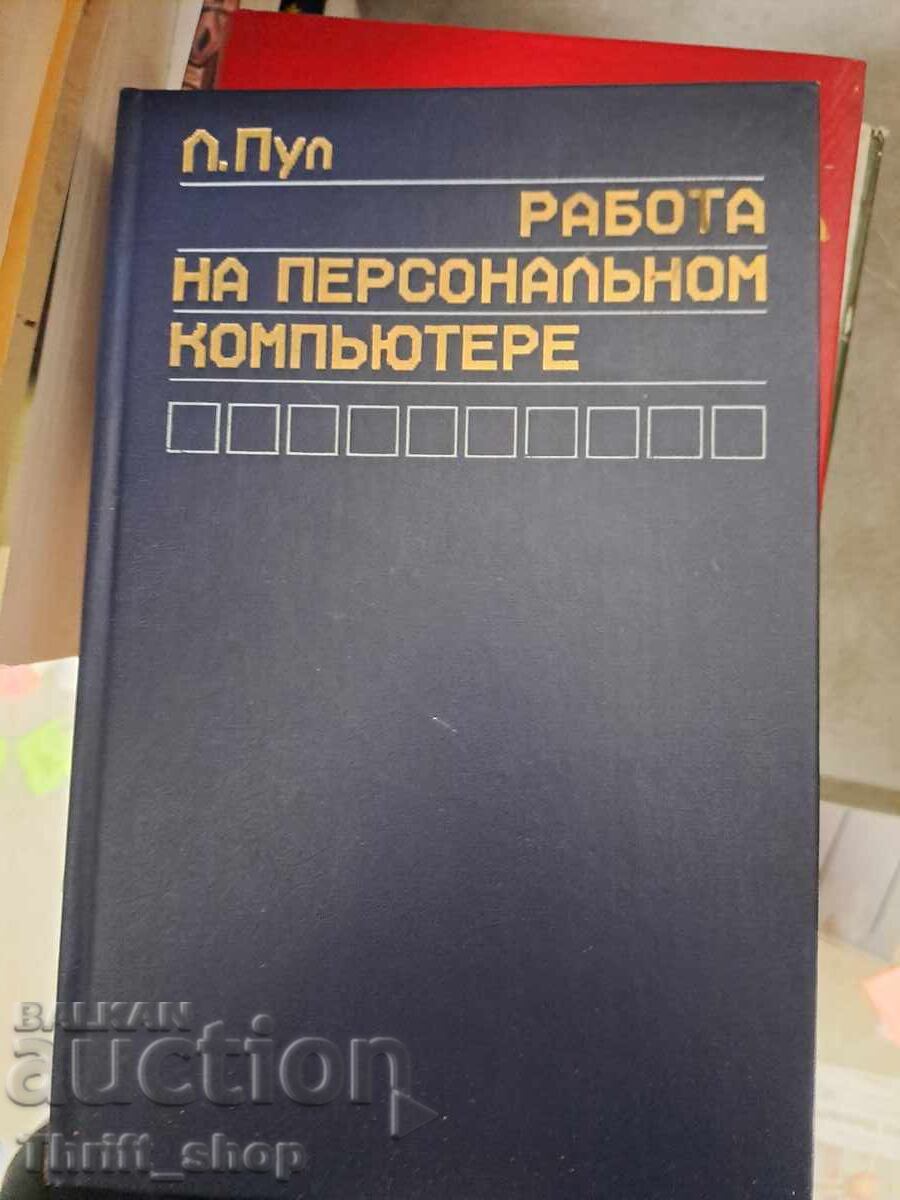 Л.Пул
РАБОТА
НА ПЕРСОНАЛЬНОМ
КОМПЬЮТЕРЕ
BALKAN
auction
Thrift_shop